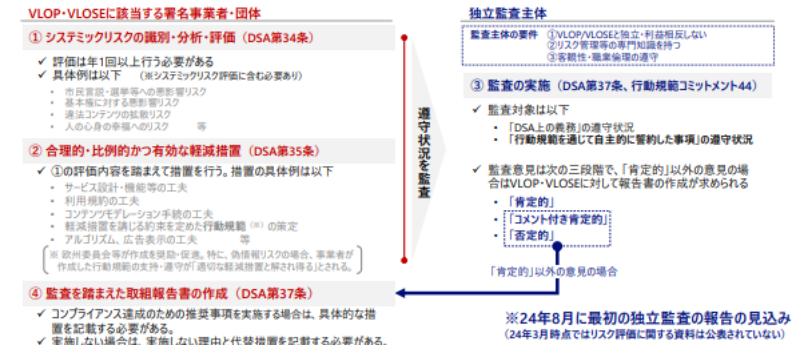 VLOP・VLOSEに該当する署名事業者・団体
① システミックリスクの識別・分析・評価（DSA第34条）
✓ 評価は年1回以上行う必要がある
✓ 具体例は以下 （※システミックリスク評価に含む必要あり）
・ 市民言説・選挙等への悪影響リスク
・ 基本権に対する悪影響リスク
・ 違法コンテンツの拡散リスク
・ 人の心身の幸福へのリスク 等
② 合理的・比例的かつ有効な軽減措置（DSA第35条）
✓ ①の評価内容を踏まえて措置を行う。措置の具体例は以下
・ サービス設計・機能等の工夫
・ 利用規約の工夫
・ コンテンツモデレーション手続の工夫
・ 軽減措置を講じる約束を定めた行動規範（※）の策定
・ アルゴリズム、広告表示の工夫 等
※ 欧州委員会等が作成を奨励・促進。特に、偽情報リスクの場合、事業者が
作成した行動規範の支持・遵守が「適切な軽減措置と解され得る」とされる。
④ 監査を踏まえた取組報告書の作成（DSA第37条）
✓ コンプライアンス達成のための推奨事項を実施する場合は、具体的な措
置を記載する必要がある。
✓ 実施しない場合は、実施しない理由と代替措置を記載する必要がある。
遵守状況を監査
独立監査主体
監査主体の要件 ①VLOP/VLOSEと独立・利益相反しない
②リスク管理等の専門知識を持つ
③客観性・職業倫理の遵守
③ 監査の実施（DSA第37条、行動規範コミットメント44）
✓ 監査対象は以下
・ 「DSA上の義務」の遵守状況
・ 「行動規範を通じて自主的に誓約した事項」の遵守状況
✓ 監査意見は次の三段階で、「肯定的」以外の意見の場
合はVLOP・VLOSEに対して報告書の作成が求められる
・ 「肯定的」
・ 「コメント付き肯定的」
・ 「否定的」
「肯定的」以外の意見の場合
※24年8月に最初の独立監査の報告の見込み
（24年3月時点ではリスク評価に関する資料は公表されていない）